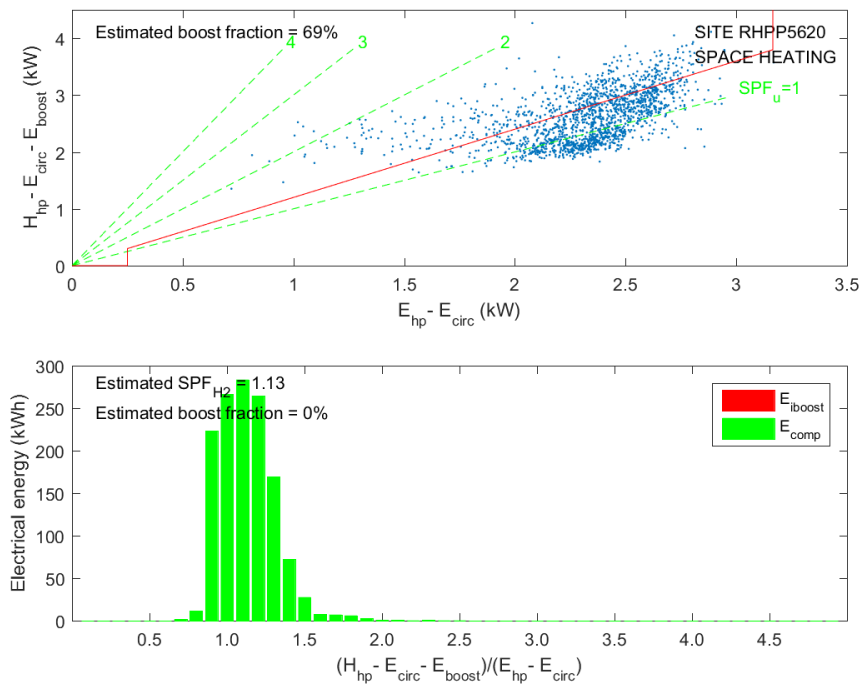 Estimated boost fraction = 69%
SITE RHPP5620
SPACE HEATING
4
3
2
SPF_u=1
H_hp - E_circ - E_boost (kW)
4
3
2
1
0
0 0.5 1 1.5 2 2.5 3 3.5
E_hp - E_circ (kW)
Estimated SPF_H2 = 1.13
Estimated boost fraction = 0%
E_iboost
E_comp
Electrical energy (kWh)
300
250
200
150
100
50
0
0.5 1.0 1.5 2.0 2.5 3.0 3.5 4.0 4.5
(H_hp - E_circ - E_boost)/(E_hp - E_circ)